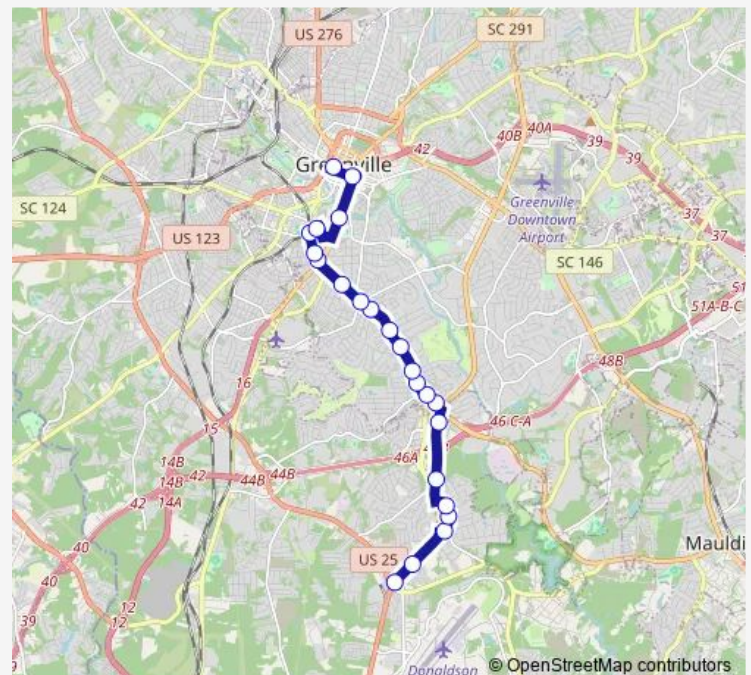 US 276
SC 291
42
40B
40A
39
39
Greenville
SC 124
Greenville
Downtown
Airport
37
37
US 123
SC 146
51
51A-B-C
16
48B
15
46 C-A
14B
14B
42
44B
44B
46A
14A
42
40
40
US 25
Mauldi
12
12
39
9
Donaldson
© OpenStreetMap contributors